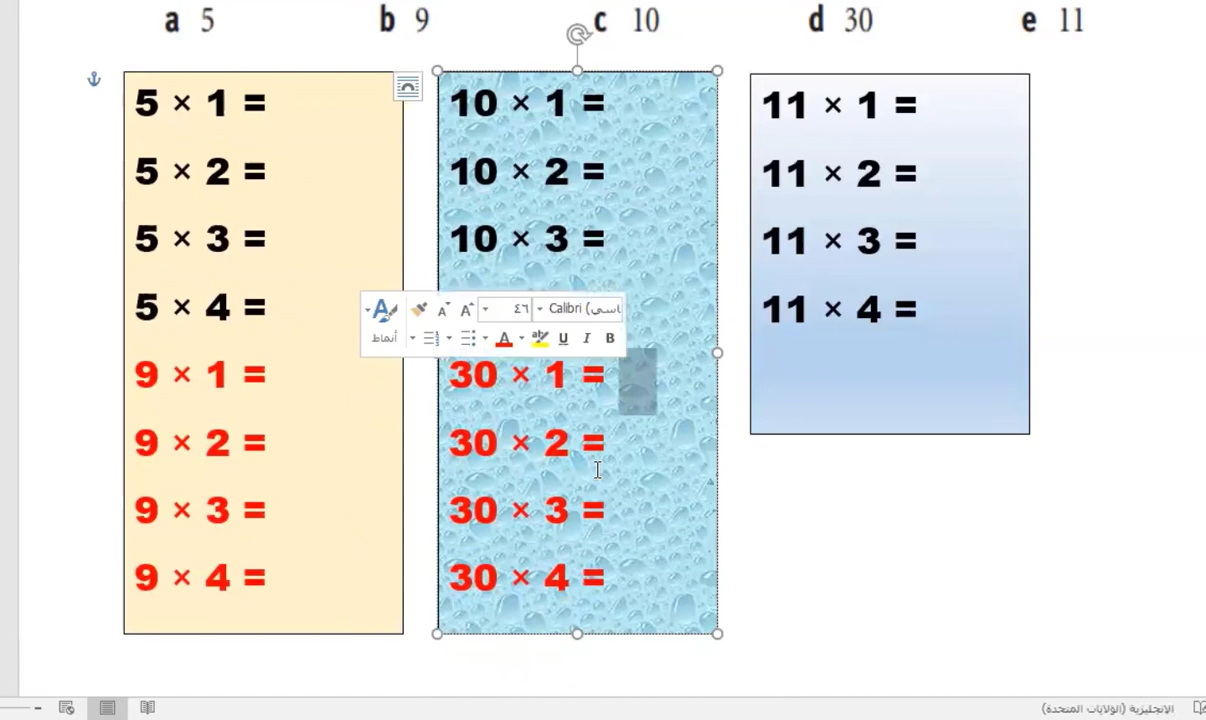 a 5 b 9 c 10 d 30 e 11
5 × 1 =
5 × 2 =
5 × 3 =
5 × 4 =
9 × 1 =
9 × 2 =
9 × 3 =
9 × 4 =
10 × 1 =
10 × 2 =
10 × 3 =
٤٦ Calibri
أنماط A U I B
30 × 1 =
30 × 2 =
30 × 3 =
30 × 4 =
11 × 1 =
11 × 2 =
11 × 3 =
11 × 4 =
الإنجليزية (الولايات المتحدة)